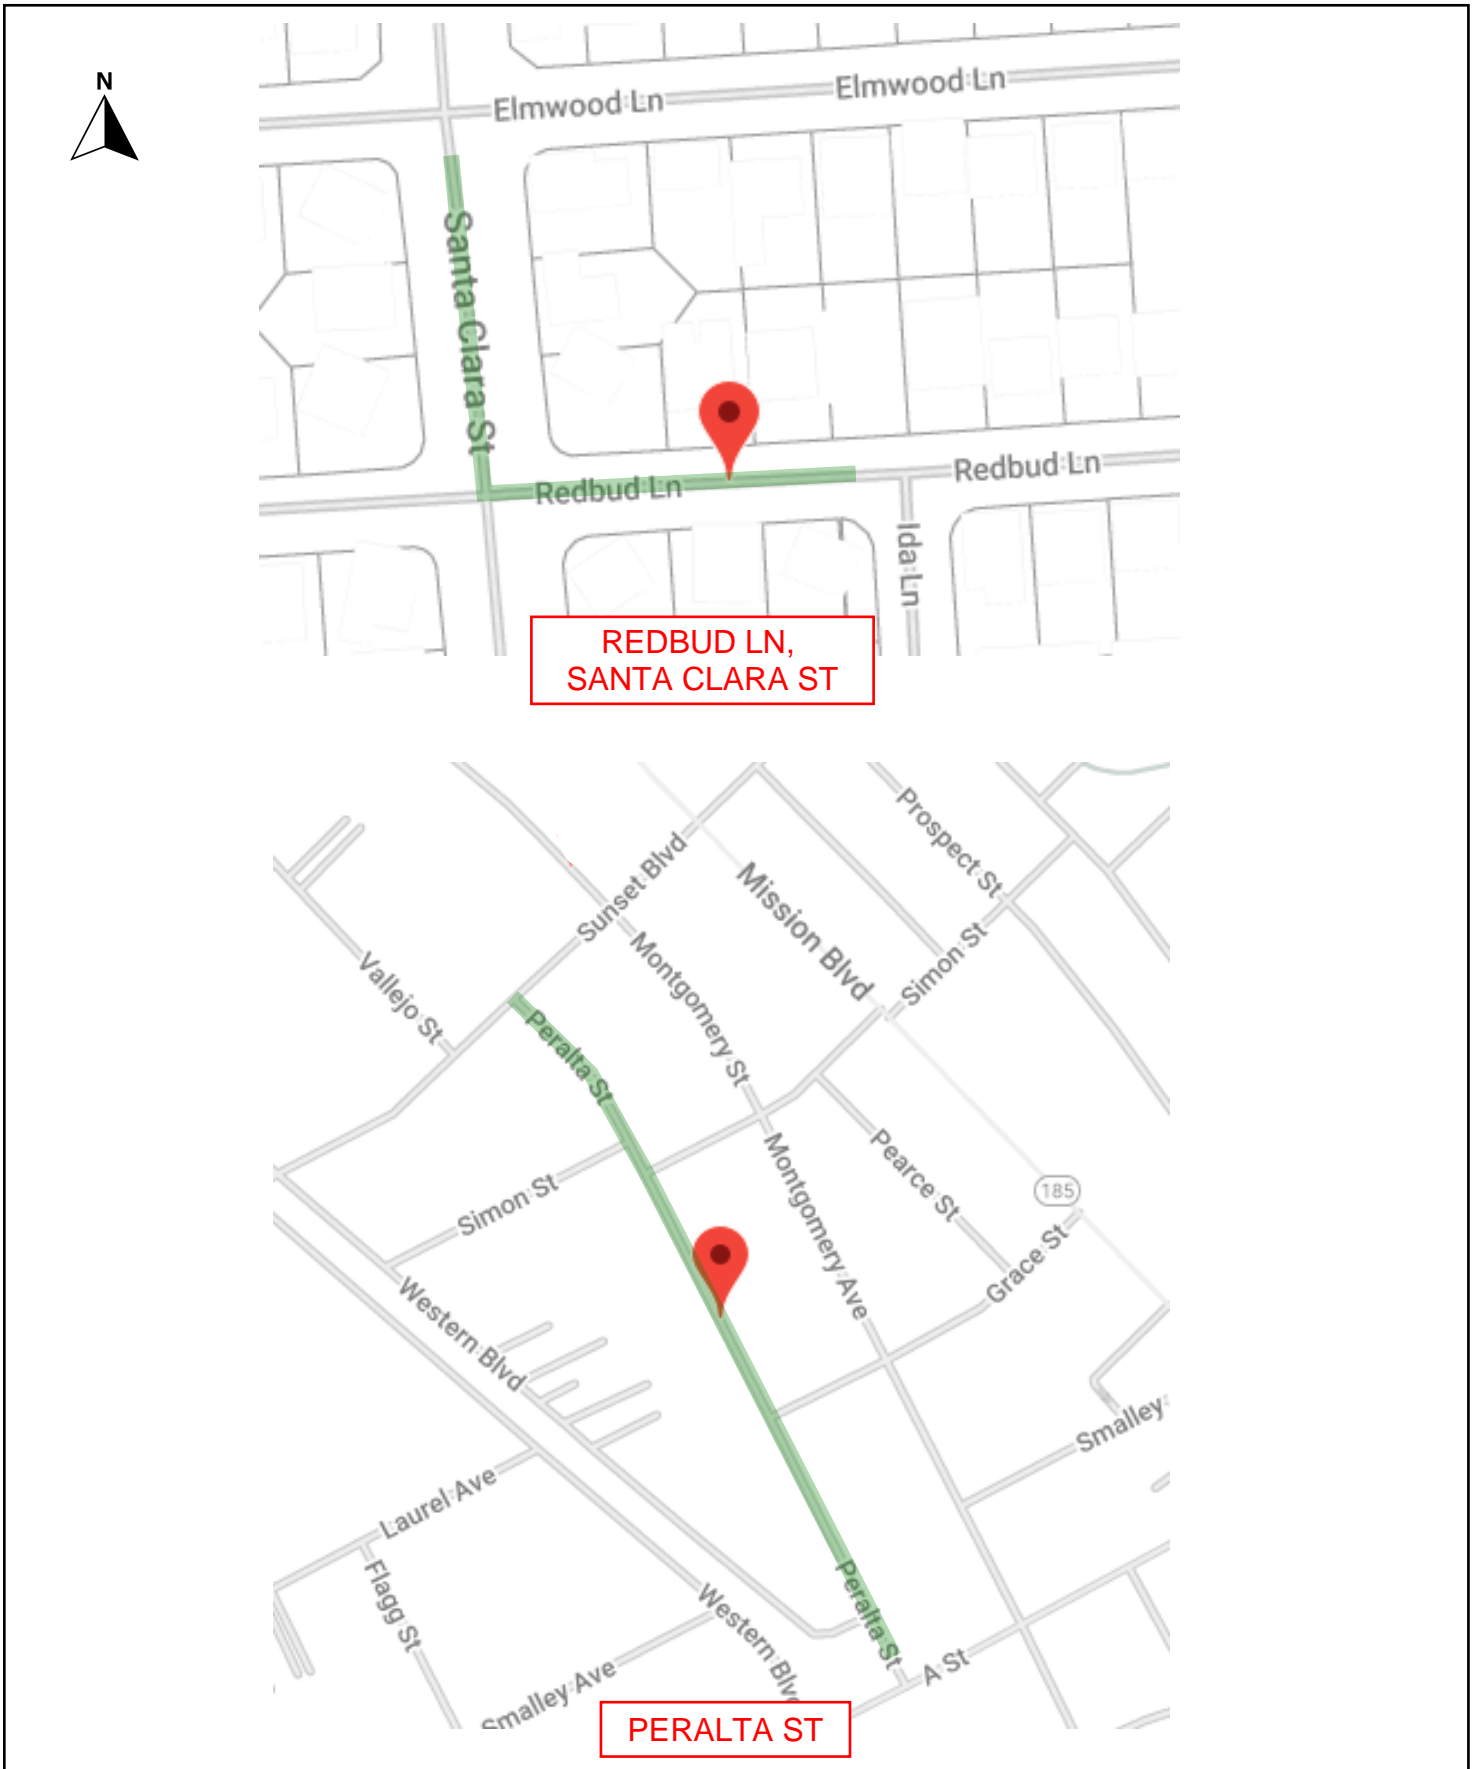 N
Elmwood Ln
Elmwood Ln
Santa Clara St
Redbud Ln
Redbud Ln
Ida Ln
REDBUD LN,
SANTA CLARA ST
Prospect St
Sunset Blvd
Mission Blvd
Simon St
Montgomery St
Vallejo St
Peralta St
Pearce St
Montgomery Ave
185
Simon St
Grace St
Western Blvd
Smalley
Laurel Ave
Flagg St
Peralta St
Western Blv
A St
Smalley Ave
PERALTA ST